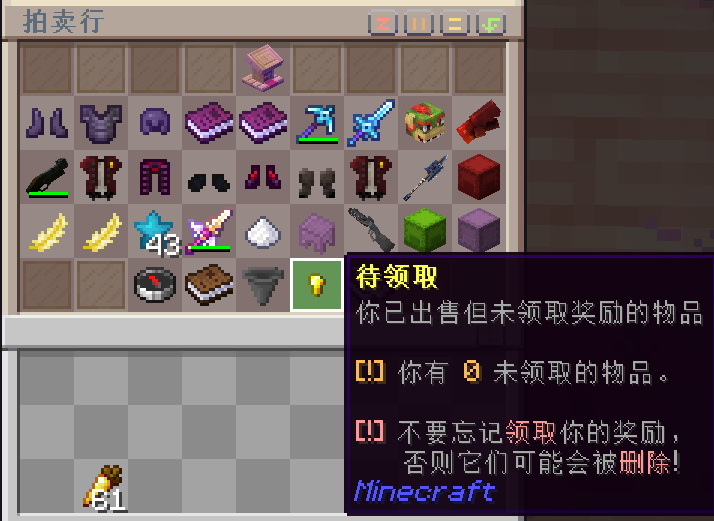 拍卖行
43
待领取
你已出售但未领取奖励的物品
[!] 你有 0 未领取的物品。
[!] 不要忘记领取你的奖励，
否则它们可能会被删除!
Minecraft
61